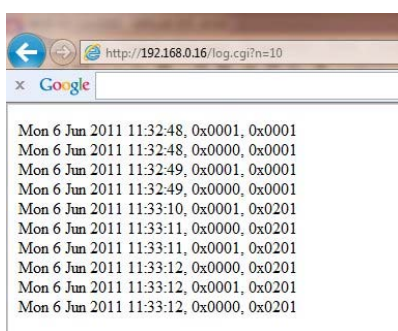 http://192.168.0.16/log.cgi?n=10
x Google
Mon 6 Jun 2011 11:32:48, 0x0001, 0x0001
Mon 6 Jun 2011 11:32:48, 0x0000, 0x0001
Mon 6 Jun 2011 11:32:49, 0x0001, 0x0001
Mon 6 Jun 2011 11:32:49, 0x0000, 0x0001
Mon 6 Jun 2011 11:33:10, 0x0001, 0x0201
Mon 6 Jun 2011 11:33:11, 0x0000, 0x0201
Mon 6 Jun 2011 11:33:11, 0x0001, 0x0201
Mon 6 Jun 2011 11:33:12, 0x0000, 0x0201
Mon 6 Jun 2011 11:33:12, 0x0001, 0x0201
Mon 6 Jun 2011 11:33:12, 0x0000, 0x0201